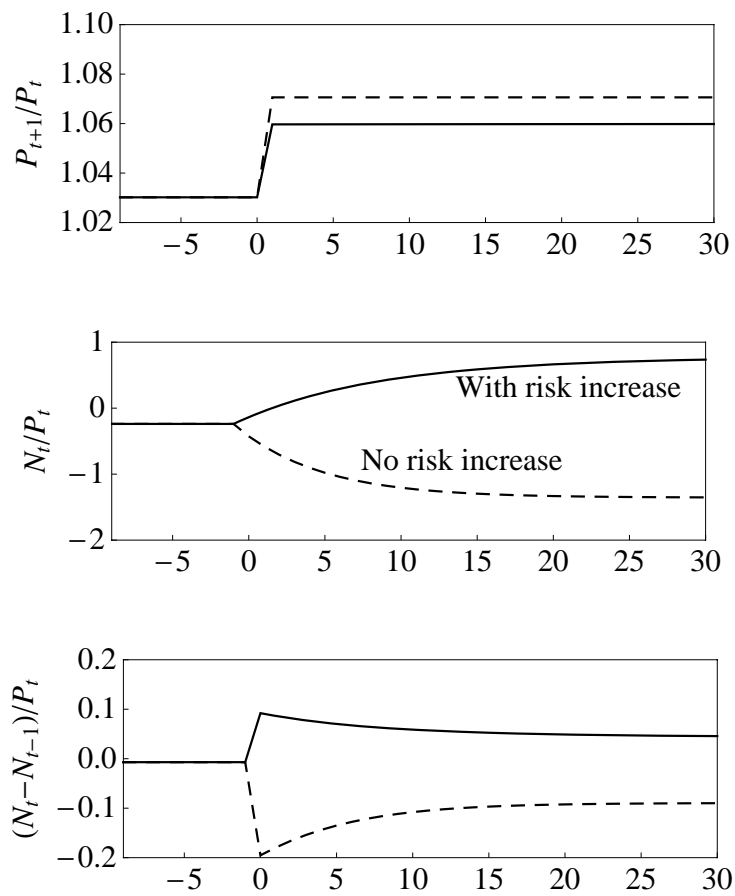 1.10
1.08
1.06
1.04
1.02
P_{t+1}/P_t
−5 0 5 10 15 20 25 30
1
0
−1
−2
N_t/P_t
With risk increase
No risk increase
−5 0 5 10 15 20 25 30
0.2
0.1
0.0
−0.1
−0.2
(N_t−N_{t−1})/P_t
−5 0 5 10 15 20 25 30